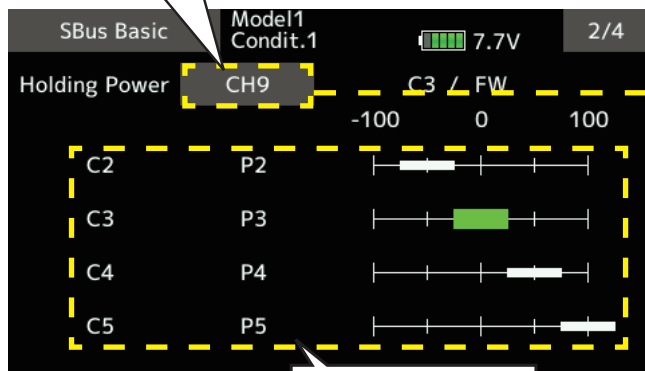 SBus Basic Model1 Condit.1 7.7V 2/4
Holding Power CH9 C3 / FW
-100 0 100
C2 P2
C3 P3
C4 P4
C5 P5